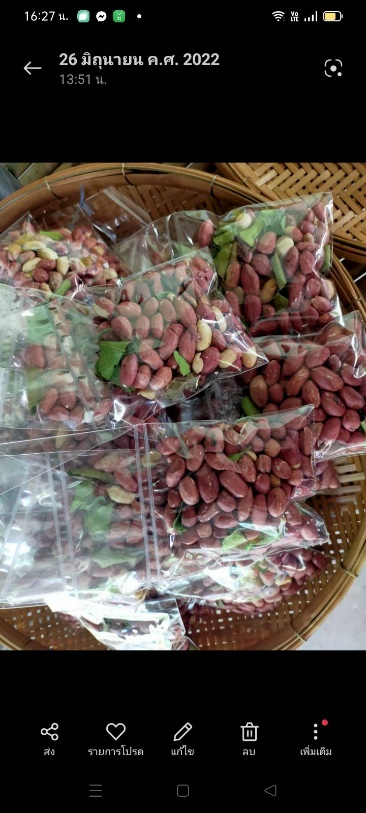 16:27 น.
26 มิถุนายน ค.ศ. 2022
13:51 น.
ส่ง
รายการโปรด
แก้ไข
ลบ
เพิ่มเติม